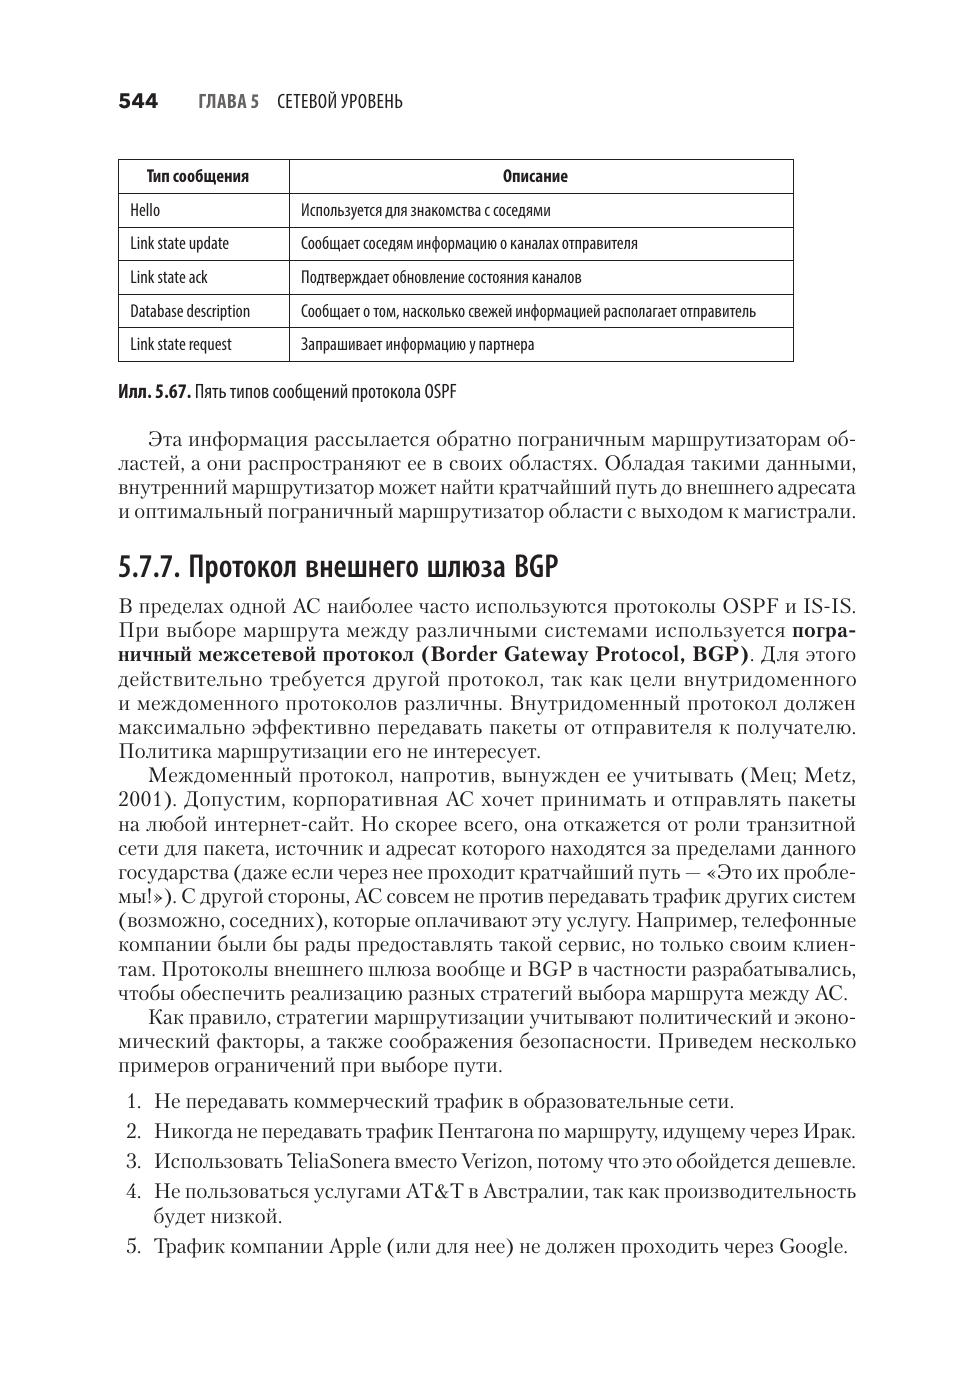 544 ГЛАВА 5 СЕТЕВОЙ УРОВЕНЬ
Тип сообщения Описание
Hello Используется для знакомства с соседями
Link state update Сообщает соседям информацию о каналах отправителя
Link state ack Подтверждает обновление состояния каналов
Database description Сообщает о том, насколько свежей информацией располагает отправитель
Link state request Запрашивает информацию у партнера
Илл. 5.67. Пять типов сообщений протокола OSPF
Эта информация рассылается обратно пограничным маршрутизаторам об-
ластей, а они распространяют ее в своих областях. Обладая такими данными,
внутренний маршрутизатор может найти кратчайший путь до внешнего адресата
и оптимальный пограничный маршрутизатор области с выходом к магистрали.
5.7.7. Протокол внешнего шлюза BGP
В пределах одной АС наиболее часто используются протоколы OSPF и IS-IS.
При выборе маршрута между различными системами используется погра-
ничный межсетевой протокол (Border Gateway Protocol, BGP). Для этого
действительно требуется другой протокол, так как цели внутридоменного
и междоменного протоколов различны. Внутридоменный протокол должен
максимально эффективно передавать пакеты от отправителя к получателю.
Политика маршрутизации его не интересует.
Междоменный протокол, напротив, вынужден ее учитывать (Мец; Metz,
2001). Допустим, корпоративная АС хочет принимать и отправлять пакеты
на любой интернет-сайт. Но скорее всего, она откажется от роли транзитной
сети для пакета, источник и адресат которого находятся за пределами данного
государства (даже если через нее проходит кратчайший путь — «Это их пробле-
мы!»). С другой стороны, АС совсем не против передавать трафик других систем
(возможно, соседних), которые оплачивают эту услугу. Например, телефонные
компании были бы рады предоставлять такой сервис, но только своим клиен-
там. Протоколы внешнего шлюза вообще и BGP в частности разрабатывались,
чтобы обеспечить реализацию разных стратегий выбора маршрута между АС.
Как правило, стратегии маршрутизации учитывают политический и эконо-
мический факторы, а также соображения безопасности. Приведем несколько
примеров ограничений при выборе пути.
1. Не передавать коммерческий трафик в образовательные сети.
2. Никогда не передавать трафик Пентагона по маршруту, идущему через Ирак.
3. Использовать TeliaSonera вместо Verizon, потому что это обойдется дешевле.
4. Не пользоваться услугами AT&T в Австралии, так как производительность
будет низкой.
5. Трафик компании Apple (или для нее) не должен проходить через Google.